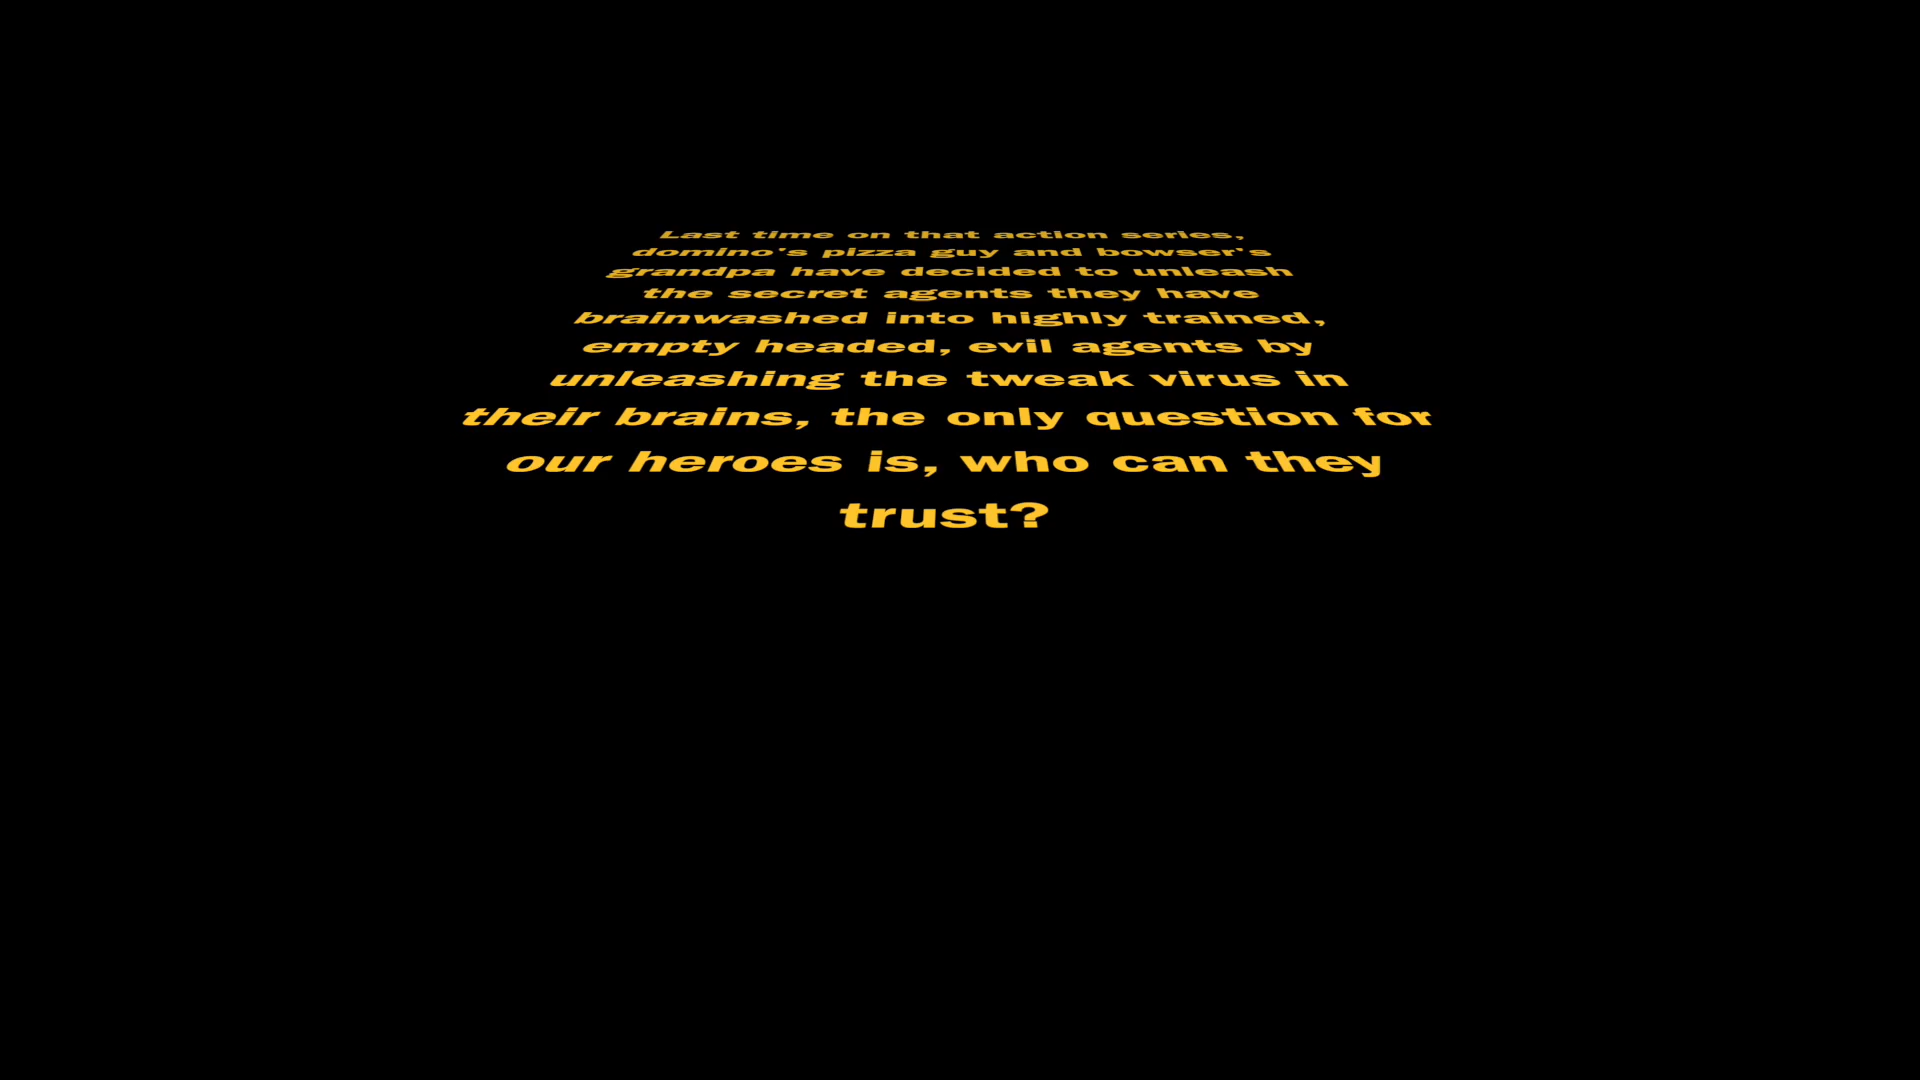 Last time on that action series,
domino's pizza guy and bowser's
grandpa have decided to unleash
the secret agents they have
brainwashed into highly trained,
empty headed, evil agents by
unleashing the tweak virus in
their brains, the only question for
our heroes is, who can they
trust?